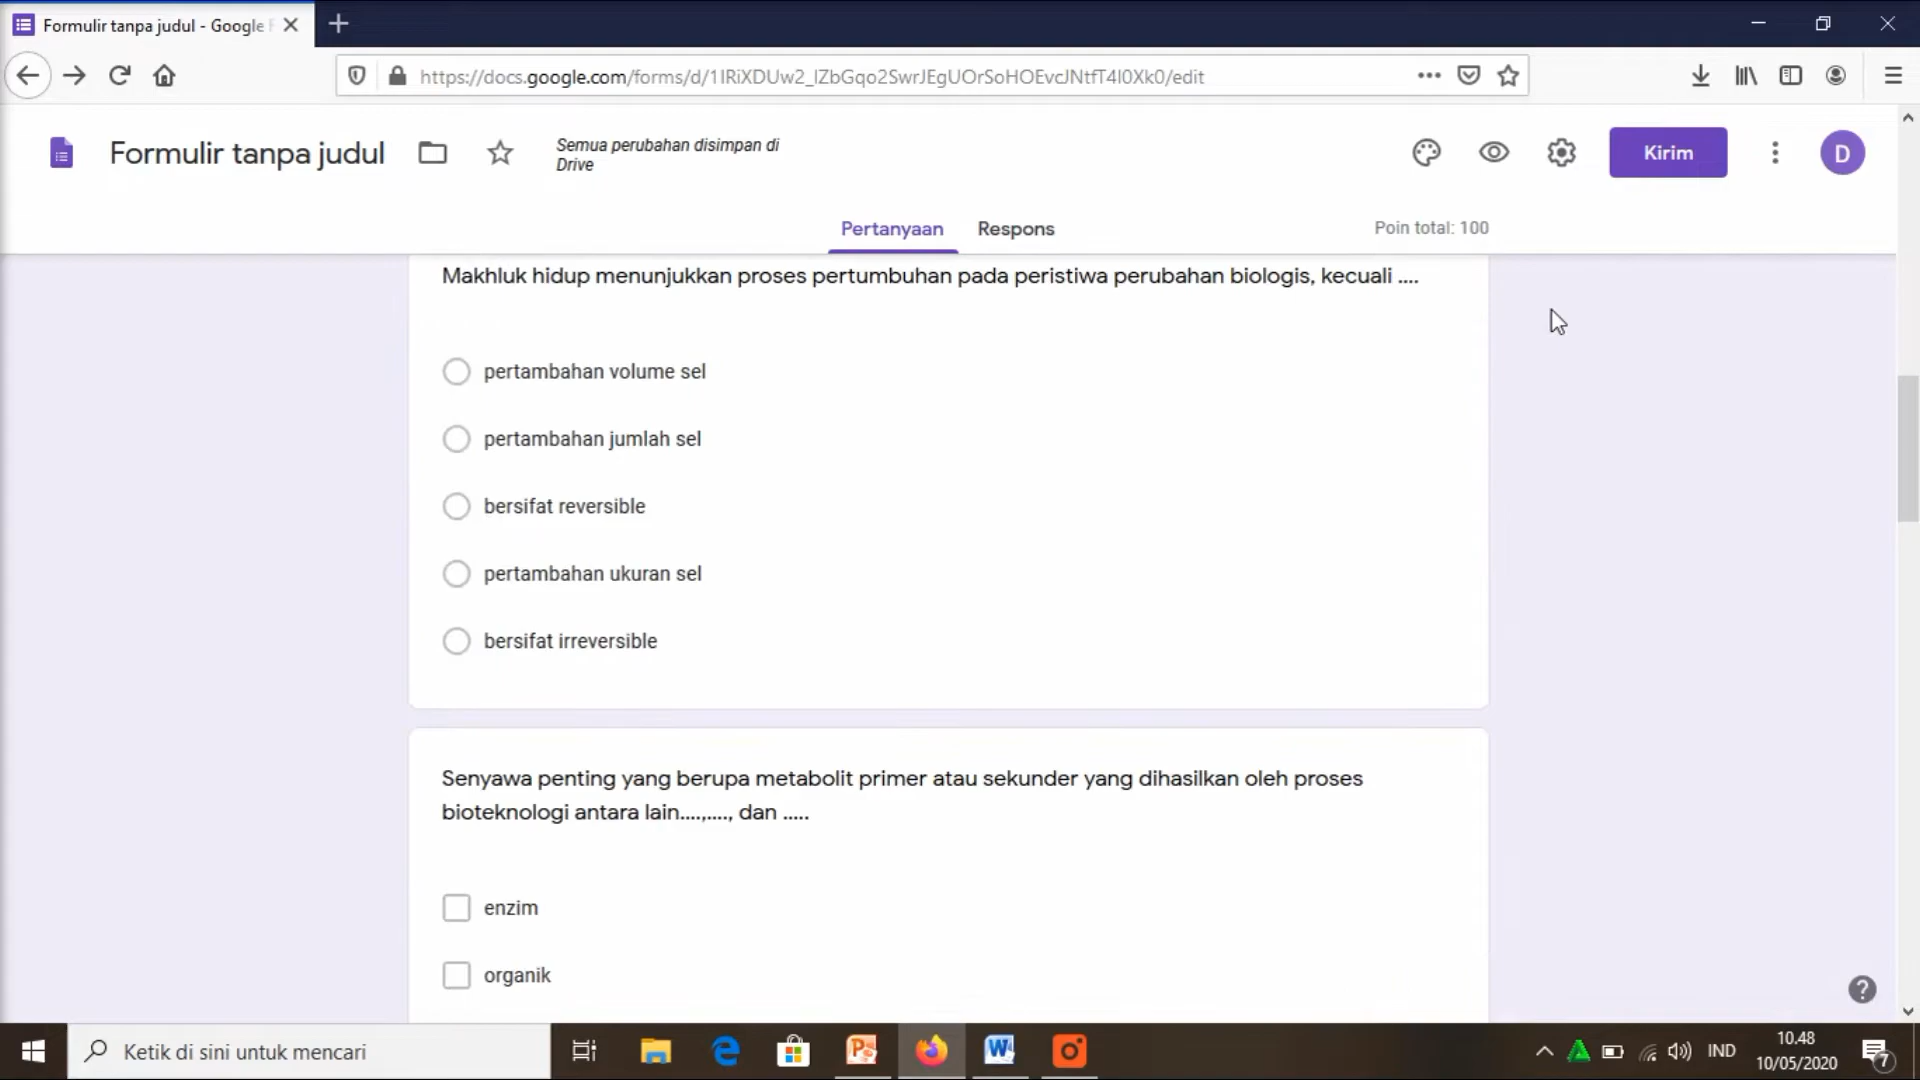 Formulir tanpa judul - Google F
https://docs.google.com/forms/d/1IRiXDUw2_lZbGqo2SwrJEgUOrSoHOEvcJNtfT4I0Xk0/edit
Formulir tanpa judul
Semua perubahan disimpan di
Drive
Kirim
D
Pertanyaan
Respons
Poin total: 100
Makhluk hidup menunjukkan proses pertumbuhan pada peristiwa perubahan biologis, kecuali ....
pertambahan volume sel
pertambahan jumlah sel
bersifat reversible
pertambahan ukuran sel
bersifat irreversible
Senyawa penting yang berupa metabolit primer atau sekunder yang dihasilkan oleh proses
bioteknologi antara lain....,...., dan .....
enzim
organik
Ketik di sini untuk mencari
IND
10.48
10/05/2020
7